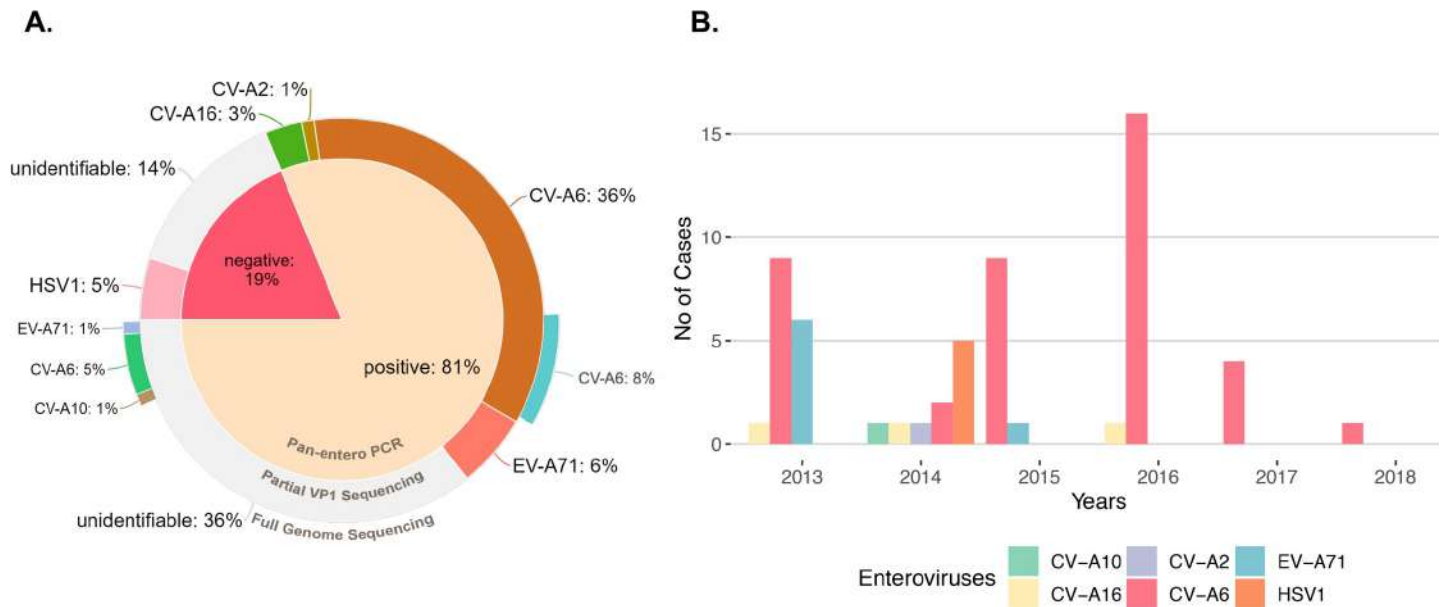 A.
CV-A2: 1%
CV-A16: 3%
unidentifiable: 14%
CV-A6: 36%
negative:
19%
HSV1: 5%
EV-A71: 1%
CV-A6: 5%
CV-A10: 1%
positive: 81%
CV-A6: 8%
Pan-entero PCR
Partial VP1 Sequencing
Full Genome Sequencing
EV-A71: 6%
unidentifiable: 36%
B.
No of Cases
15
10
5
0
2013 2014 2015 2016 2017 2018
Years
Enteroviruses
CV-A10 CV-A2 EV-A71
CV-A16 CV-A6 HSV1